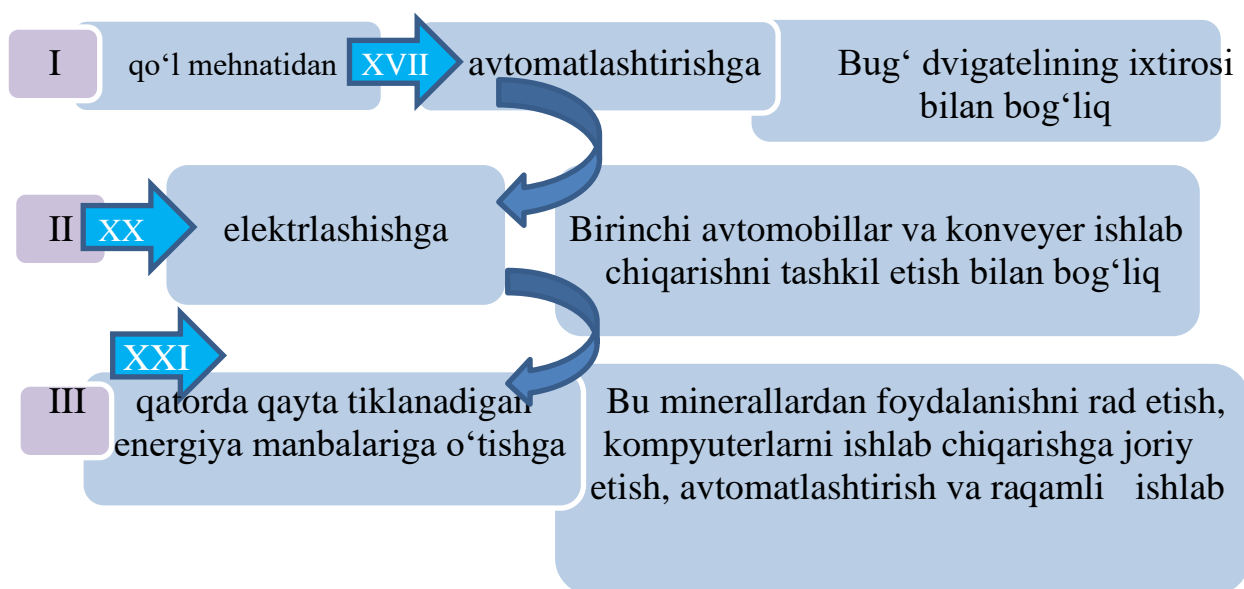 I qo‘l mehnatidan XVII avtomatlashtirishga Bug‘ dvigatelining ixtirosi
bilan bog‘liq
II XX elektrlashishga Birinchi avtomobillar va konveyer ishlab
chiqarishni tashkil etish bilan bog‘liq
XXI
III qatorda qayta tiklanadigan
energiya manbalariga o‘tishga
Bu minerallardan foydalanishni rad etish,
kompyuterlarni ishlab chiqarishga joriy
etish, avtomatlashtirish va raqamli ishlab